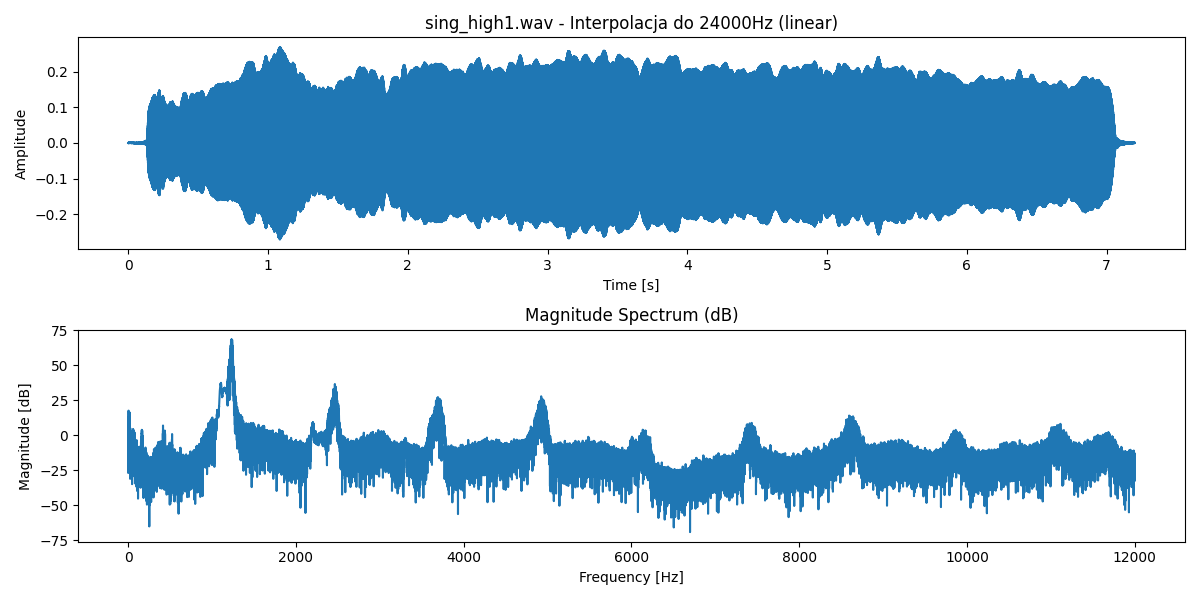 sing_high1.wav - Interpolacja do 24000Hz (linear)
0.2
0.1
0.0
−0.1
−0.2
Amplitude
0 1 2 3 4 5 6 7
Time [s]
Magnitude Spectrum (dB)
75
50
25
0
−25
−50
−75
Magnitude [dB]
0 2000 4000 6000 8000 10000 12000
Frequency [Hz]